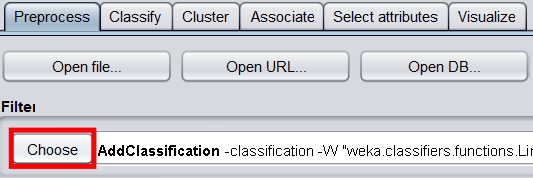 Preprocess Classify Cluster Associate Select attributes Visualize
Open file... Open URL... Open DB...
Filter
Choose AddClassification -classification -W "weka.classifiers.functions.Lin